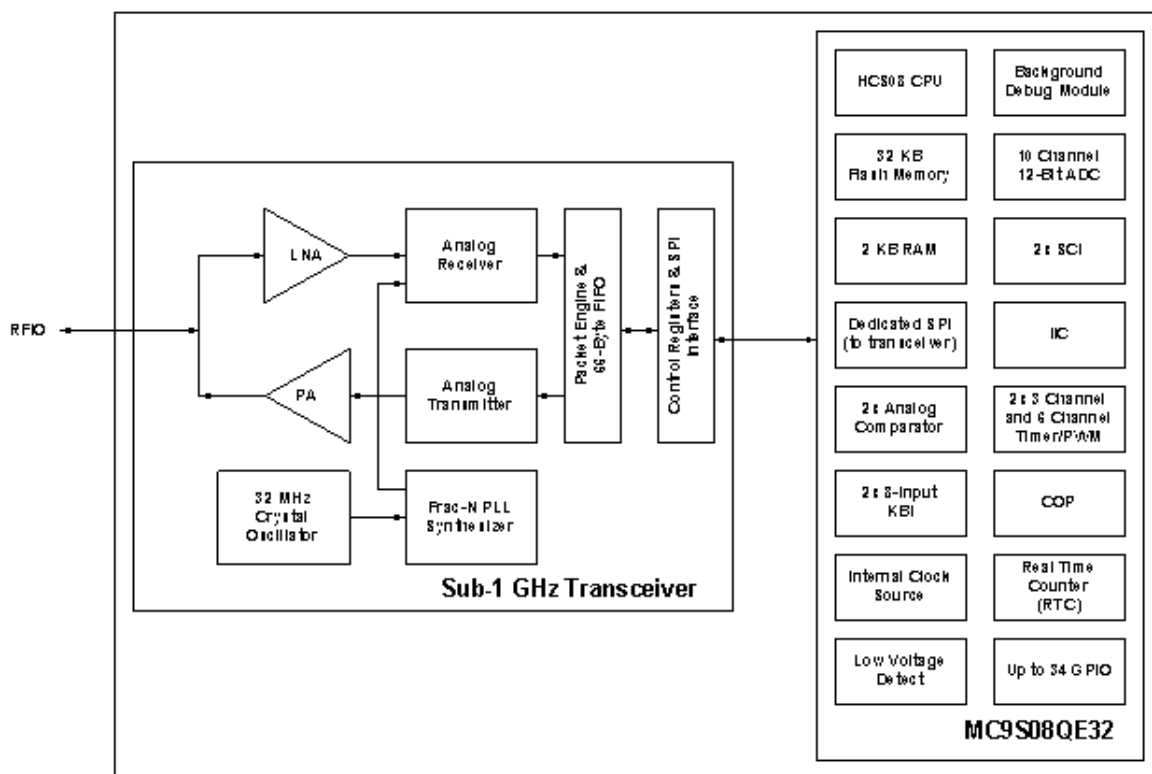 HCS08 CPU
Background
Debug Module
32 KB
Flash Memory
10 Channel
12-Bit ADC
2 KB RAM
2x SCI
Dedicated SPI
(to transceiver)
IIC
2x Analog
Comparator
2x 3 Channel
and 6 Channel
Timer/PWM
2x 8-Input
KBI
COP
Internal Clock
Source
Real Time
Counter
(RTC)
Low Voltage
Detect
Up to 34 GPIO
MC9S08QE32
RFIO
LNA
Analog
Receiver
PA
Analog
Transmitter
32 MHz
Crystal
Oscillator
Frac-N PLL
Synthesizer
Packet Engine &
66-Byte FIFO
Control Registers & SPI
Interface
Sub-1 GHz Transceiver